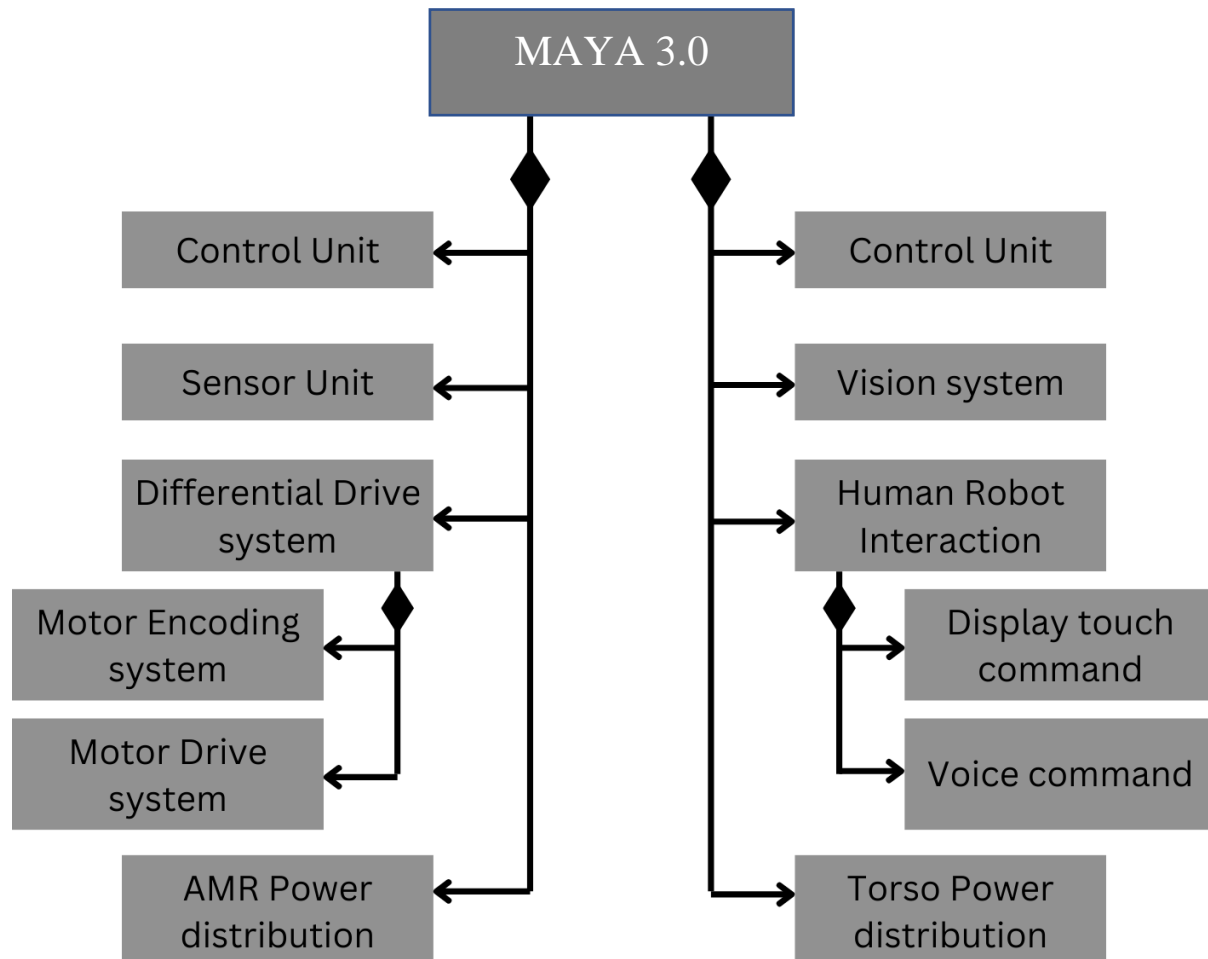 MAYA 3.0
Control Unit
Sensor Unit
Differential Drive
system
Motor Encoding
system
Motor Drive
system
AMR Power
distribution
Control Unit
Vision system
Human Robot
Interaction
Display touch
command
Voice command
Torso Power
distribution